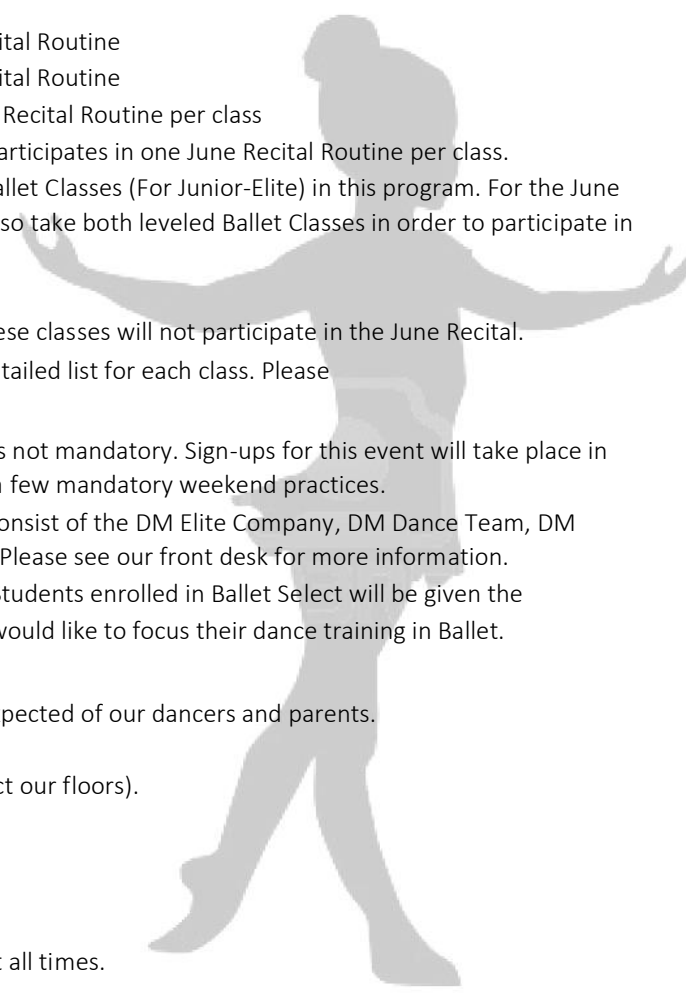 ital Routine
ital Routine
Recital Routine per class
articipates in one June Recital Routine per class.
allet Classes (For Junior-Elite) in this program. For the June
so take both leveled Ballet Classes in order to participate in
ese classes will not participate in the June Recital.
tailed list for each class. Please
s not mandatory. Sign-ups for this event will take place in
a few mandatory weekend practices.
onsist of the DM Elite Company, DM Dance Team, DM
Please see our front desk for more information.
Students enrolled in Ballet Select will be given the
would like to focus their dance training in Ballet.
pected of our dancers and parents.
ct our floors).
t all times.